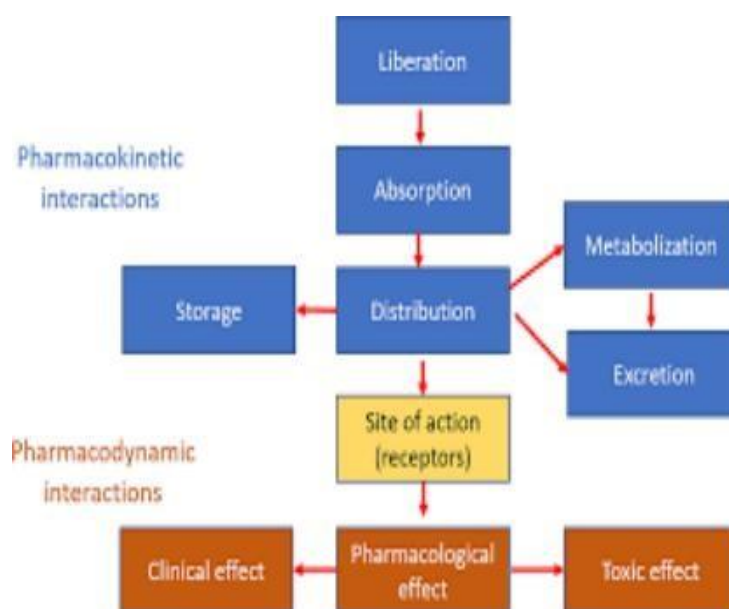 Liberation
Pharmacokinetic
interactions
Absorption
Metabolization
Storage
Distribution
Excretion
Site of action
(receptors)
Pharmacodynamic
interactions
Clinical effect
Pharmacological
effect
Toxic effect